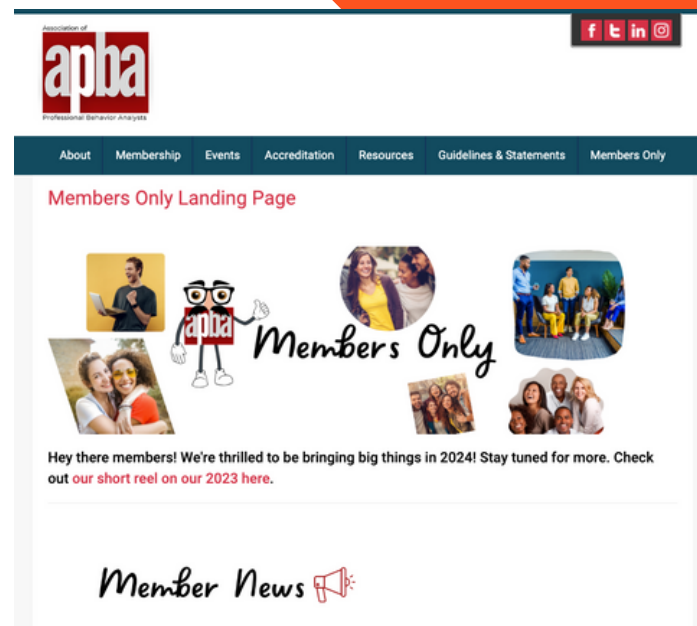 Association of
apba
Professional Behavior Analysts
About Membership Events Accreditation Resources Guidelines & Statements Members Only
Members Only Landing Page
apba
Members Only
Hey there members! We're thrilled to be bringing big things in 2024! Stay tuned for more. Check
out our short reel on our 2023 here.
Member News